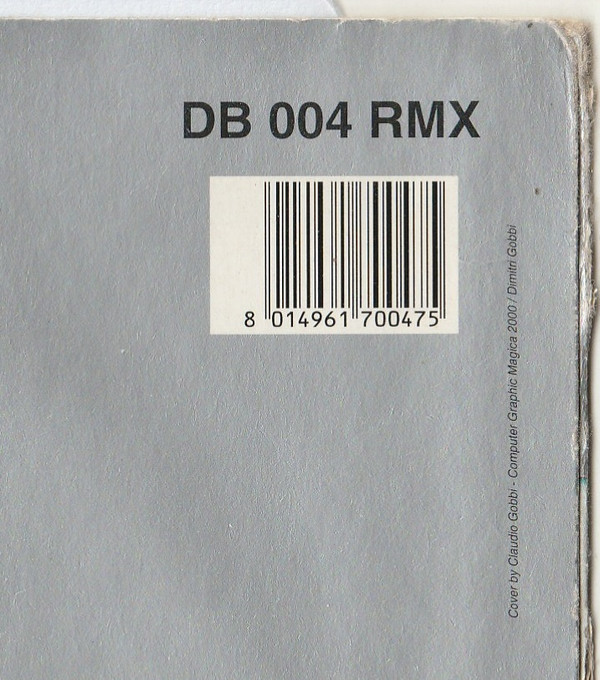 DB 004 RMX
8 014961 700475
Cover by Claudio Gobbi - Computer Graphic Magica 2000 / Dimitri Gobbi